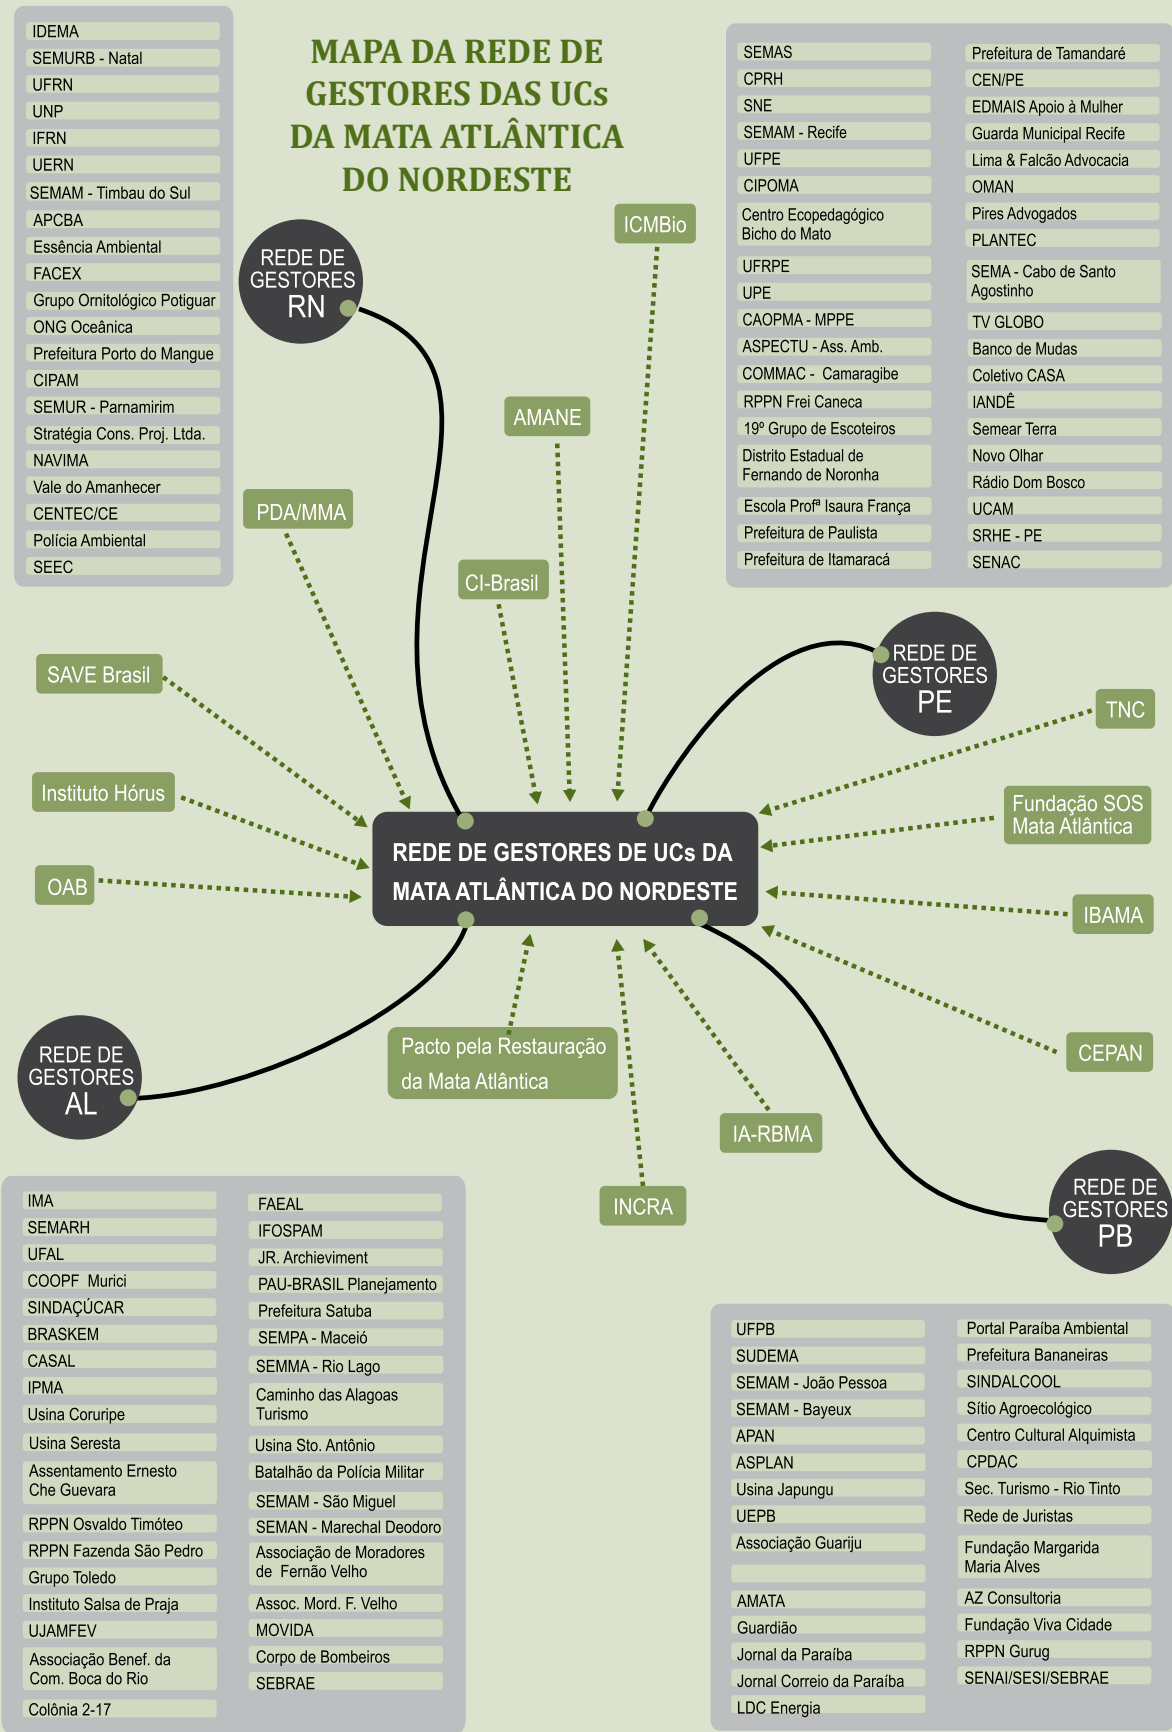 MAPA DA REDE DE
GESTORES DAS UCs
DA MATA ATLÂNTICA
DO NORDESTE
IDEMA
SEMURB - Natal
UFRN
UNP
IFRN
UERN
SEMAM - Timbau do Sul
APCBA
Essência Ambiental
FACEX
Grupo Ornitológico Potiguar
ONG Oceânica
Prefeitura Porto do Mangue
CIPAM
SEMUR - Parnamirim
Stratégia Cons. Proj. Ltda.
NAVIMA
Vale do Amanhecer
CENTEC/CE
Polícia Ambiental
SEEC
REDE DE
GESTORES
RN
SEMAS
CPRH
SNE
SEMAM - Recife
UFPE
CIPOMA
Centro Ecopedagógico
Bicho do Mato
UFRPE
UPE
CAOPMA - MPPE
ASPECTU - Ass. Amb.
COMMAC - Camaragibe
RPPN Frei Caneca
19º Grupo de Escoteiros
Distrito Estadual de
Fernando de Noronha
Escola Profª Isaura França
Prefeitura de Paulista
Prefeitura de Itamaracá
Prefeitura de Tamandaré
CEN/PE
EDMAIS Apoio à Mulher
Guarda Municipal Recife
Lima & Falcão Advocacia
OMAN
Pires Advogados
PLANTEC
SEMA - Cabo de Santo
Agostinho
TV GLOBO
Banco de Mudas
Coletivo CASA
IANDÊ
Semear Terra
Novo Olhar
Rádio Dom Bosco
UCAM
SRHE - PE
SENAC
REDE DE
GESTORES
PE
ICMBio
AMANE
PDA/MMA
CI-Brasil
SAVE Brasil
Instituto Hórus
OAB
TNC
Fundação SOS
Mata Atlântica
IBAMA
CEPAN
REDE DE GESTORES DE UCs DA
MATA ATLÂNTICA DO NORDESTE
Pacto pela Restauração
da Mata Atlântica
IA-RBMA
INCRA
REDE DE
GESTORES
AL
IMA
SEMARH
UFAL
COOPF Murici
SINDAÇÚCAR
BRASKEM
CASAL
IPMA
Usina Coruripe
Usina Seresta
Assentamento Ernesto
Che Guevara
RPPN Osvaldo Timóteo
RPPN Fazenda São Pedro
Grupo Toledo
Instituto Salsa de Praja
UJAMFEV
Associação Benef. da
Com. Boca do Rio
Colônia 2-17
FAEAL
IFOSPAM
JR. Archieviment
PAU-BRASIL Planejamento
Prefeitura Satuba
SEMPA - Maceió
SEMMA - Rio Lago
Caminho das Alagoas
Turismo
Usina Sto. Antônio
Batalhão da Polícia Militar
SEMAM - São Miguel
SEMAN - Marechal Deodoro
Associação de Moradores
de Fernão Velho
Assoc. Mord. F. Velho
MOVIDA
Corpo de Bombeiros
SEBRAE
REDE DE
GESTORES
PB
UFPB
SUDEMA
SEMAM - João Pessoa
SEMAM - Bayeux
APAN
ASPLAN
Usina Japungu
UEPB
Associação Guariju
AMATA
Guardião
Jornal da Paraíba
Jornal Correio da Paraíba
LDC Energia
Portal Paraíba Ambiental
Prefeitura Bananeiras
SINDALCOOL
Sítio Agroecológico
Centro Cultural Alquimista
CPDAC
Sec. Turismo - Rio Tinto
Rede de Juristas
Fundação Margarida
Maria Alves
AZ Consultoria
Fundação Viva Cidade
RPPN Gurug
SENAI/SESI/SEBRAE